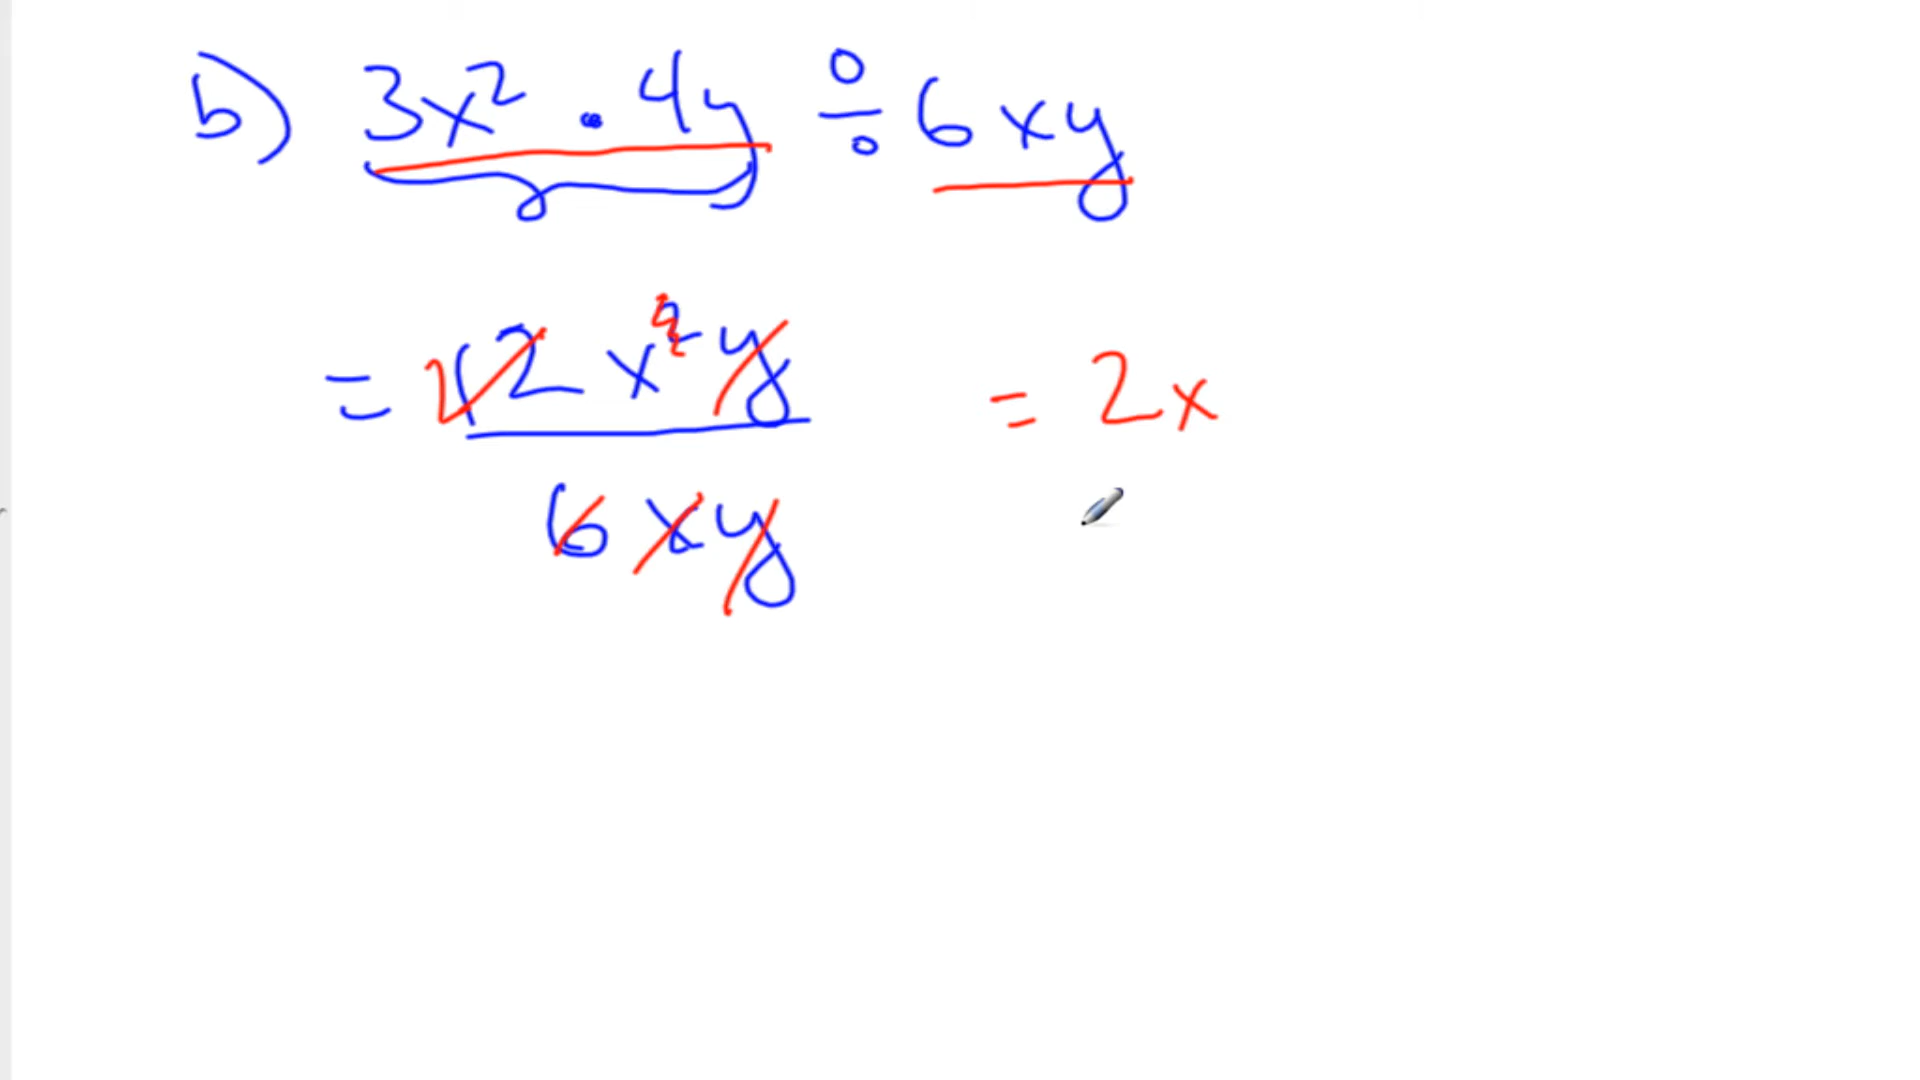 b) 3x² · 4y ÷ 6xy
= 12x²y / 6xy = 2x